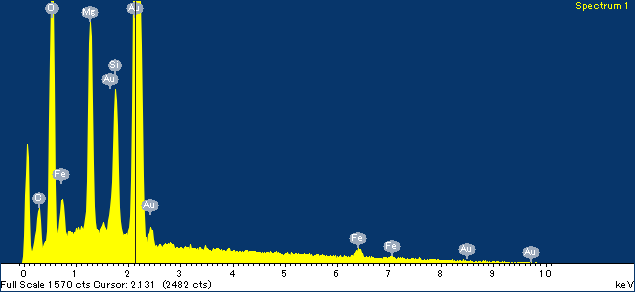 Spectrum 1
O Mg Au
Si
Au
Fe
O Au
Fe Fe Au Au
0 1 2 3 4 5 6 7 8 9 10
Full Scale 1570 cts Cursor: 2.131 (2482 cts) keV